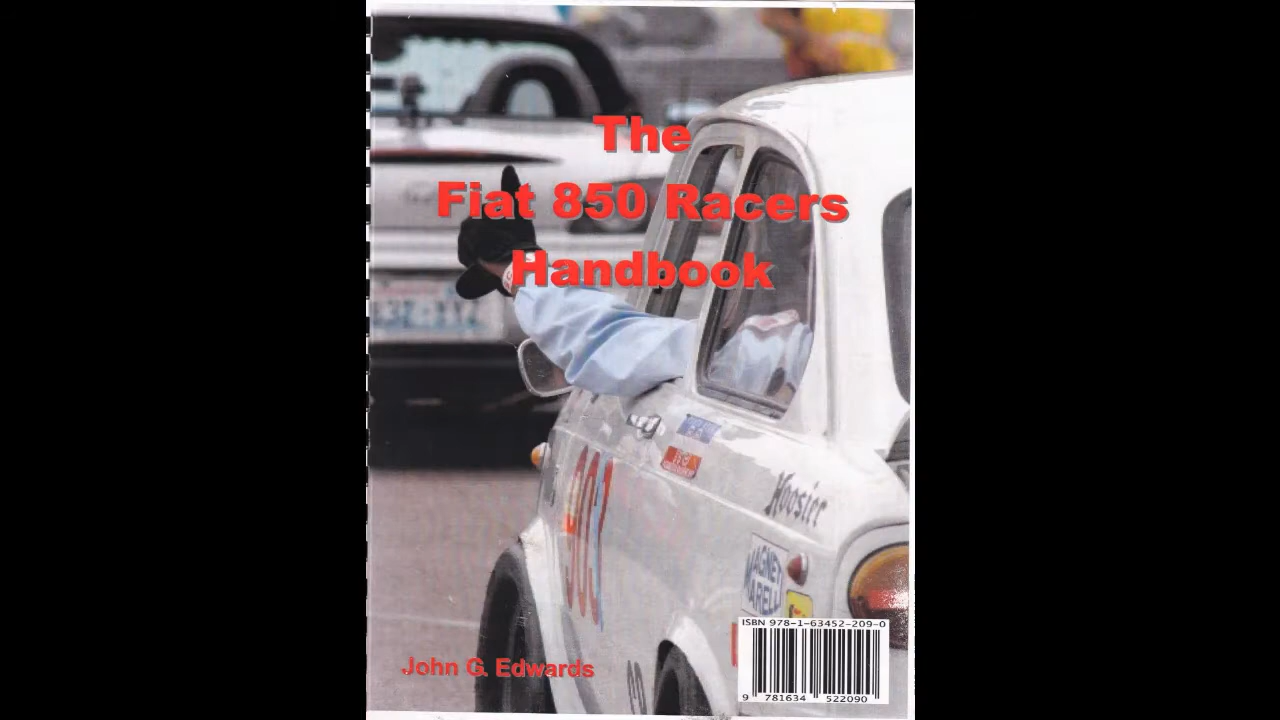 The
Fiat 850 Racers
Handbook
903
Hoosier
MAGNETI
MARELLI
ISBN 978-1-63452-209-0
John G. Edwards
9 781634 522090